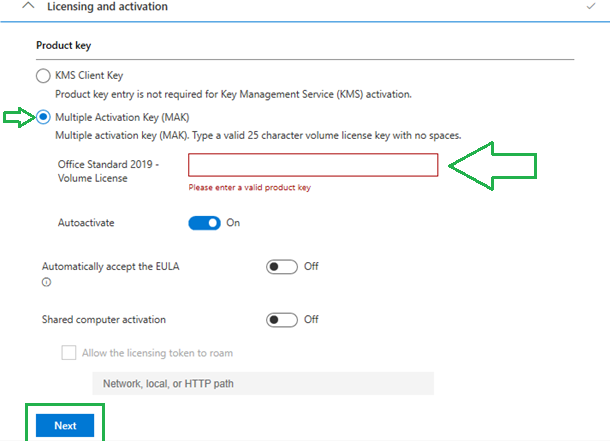 Licensing and activation
Product key
KMS Client Key
Product key entry is not required for Key Management Service (KMS) activation.
Multiple Activation Key (MAK)
Multiple activation key (MAK). Type a valid 25 character volume license key with no spaces.
Office Standard 2019 -
Volume License
Please enter a valid product key
Autoactivate
On
Automatically accept the EULA
Off
Shared computer activation
Off
Allow the licensing token to roam
Network, local, or HTTP path
Next